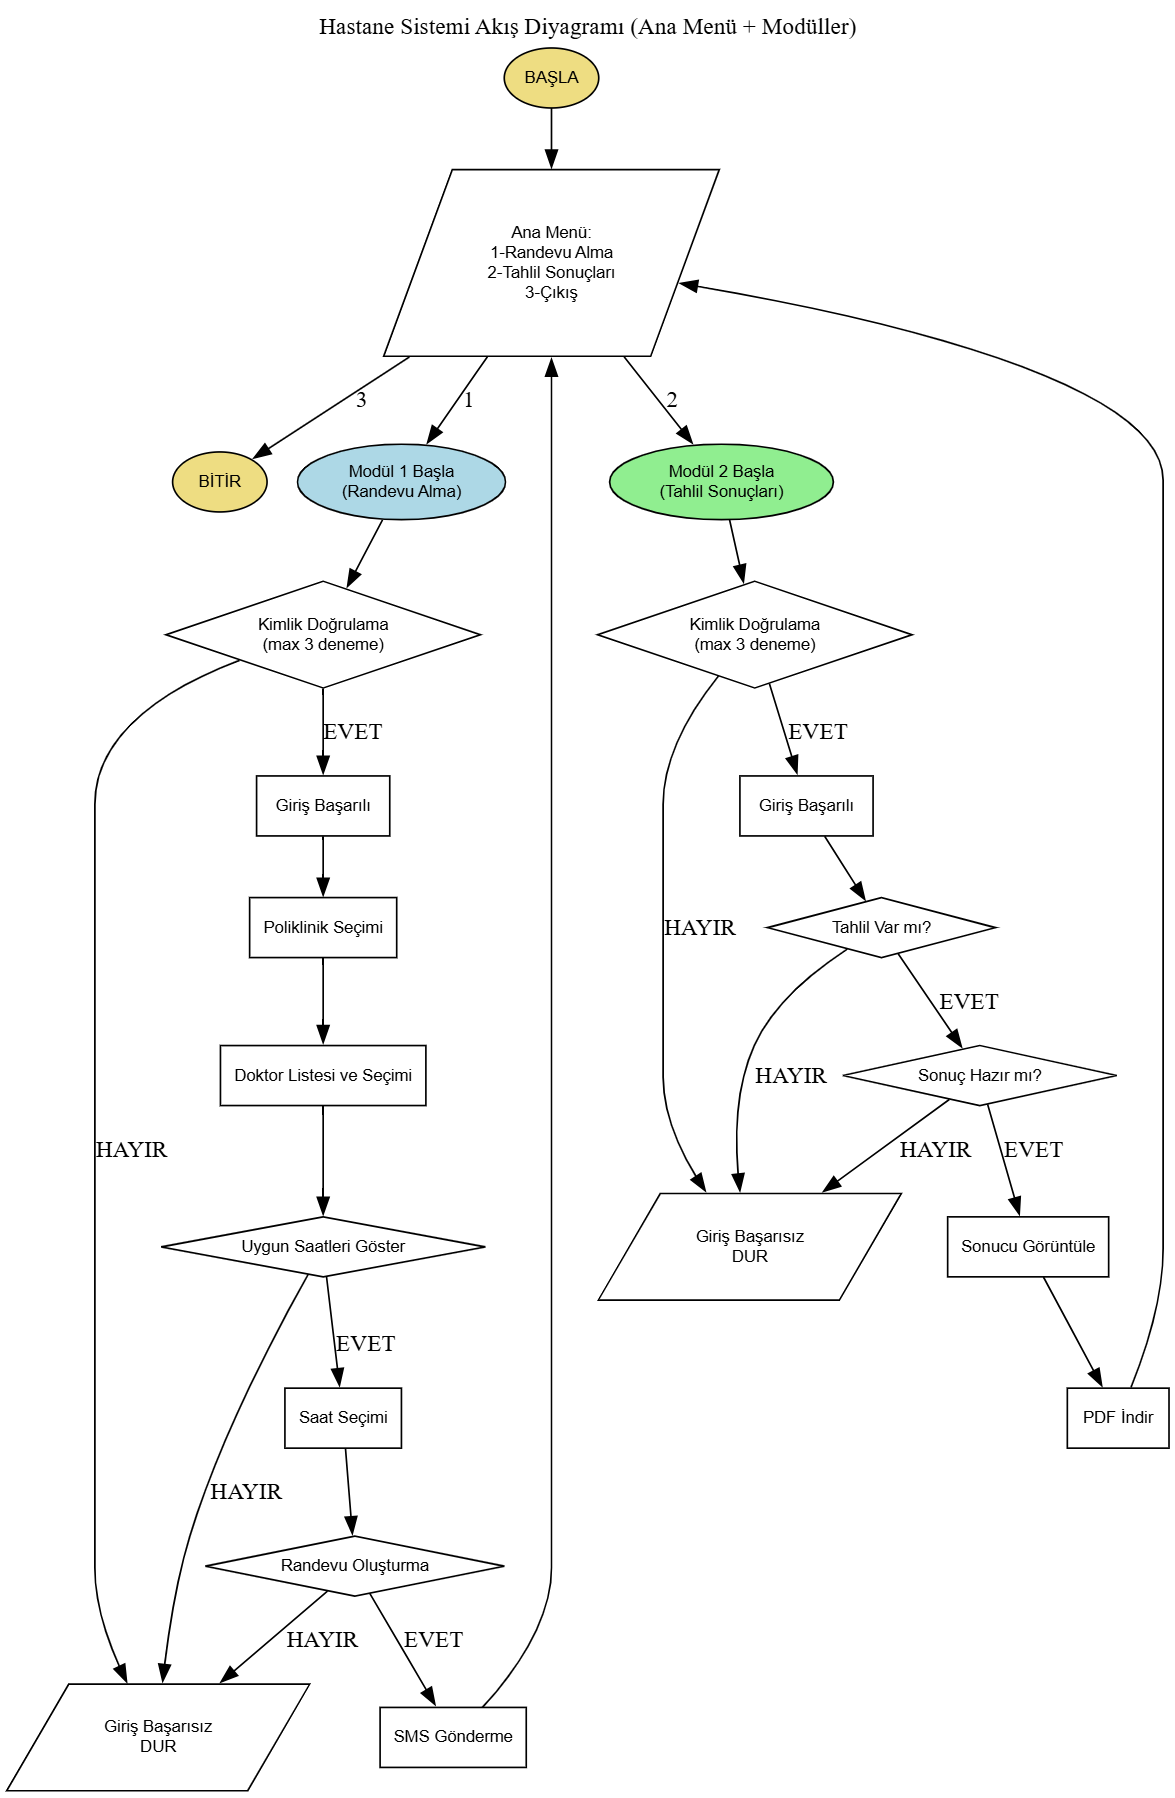 Hastane Sistemi Akış Diyagramı (Ana Menü + Modüller)
BAŞLA
Ana Menü:
1-Randevu Alma
2-Tahlil Sonuçları
3-Çıkış
3
1
2
BİTİR
Modül 1 Başla
(Randevu Alma)
Modül 2 Başla
(Tahlil Sonuçları)
Kimlik Doğrulama
(max 3 deneme)
Kimlik Doğrulama
(max 3 deneme)
EVET
EVET
Giriş Başarılı
Giriş Başarılı
Poliklinik Seçimi
HAYIR
Tahlil Var mı?
EVET
Doktor Listesi ve Seçimi
HAYIR
Sonuç Hazır mı?
HAYIR
HAYIR
EVET
Uygun Saatleri Göster
Giriş Başarısız
DUR
Sonucu Görüntüle
EVET
Saat Seçimi
PDF İndir
HAYIR
Randevu Oluşturma
HAYIR
EVET
Giriş Başarısız
DUR
SMS Gönderme